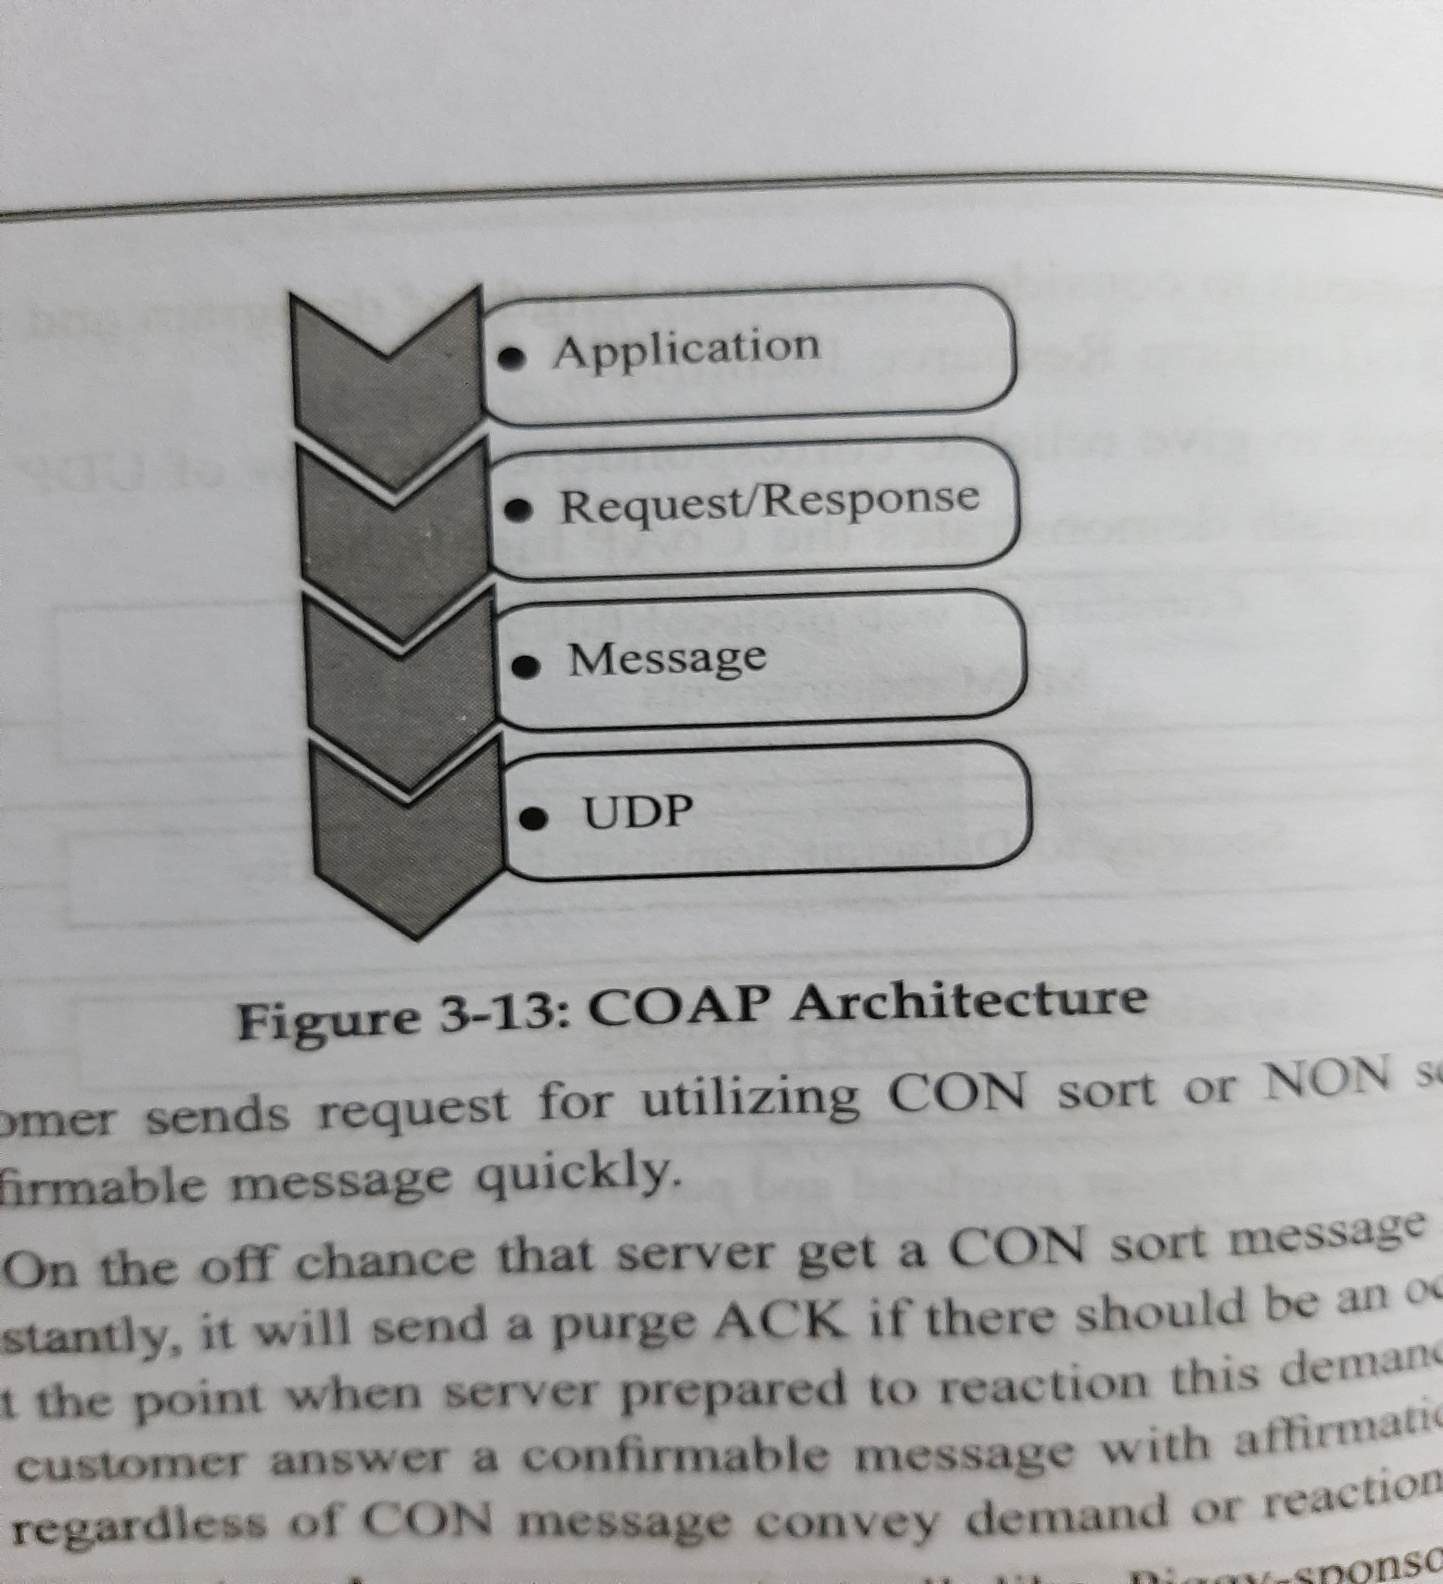 Application
Request/Response
Message
UDP
Figure 3-13: COAP Architecture
omer sends request for utilizing CON sort or NON
firmable message quickly.
On the off chance that server get a CON sort message
stantly, it will send a purge ACK if there should be an
t the point when server prepared to reaction this deman
customer answer a confirmable message with affirmati
regardless of CON message convey demand or reaction